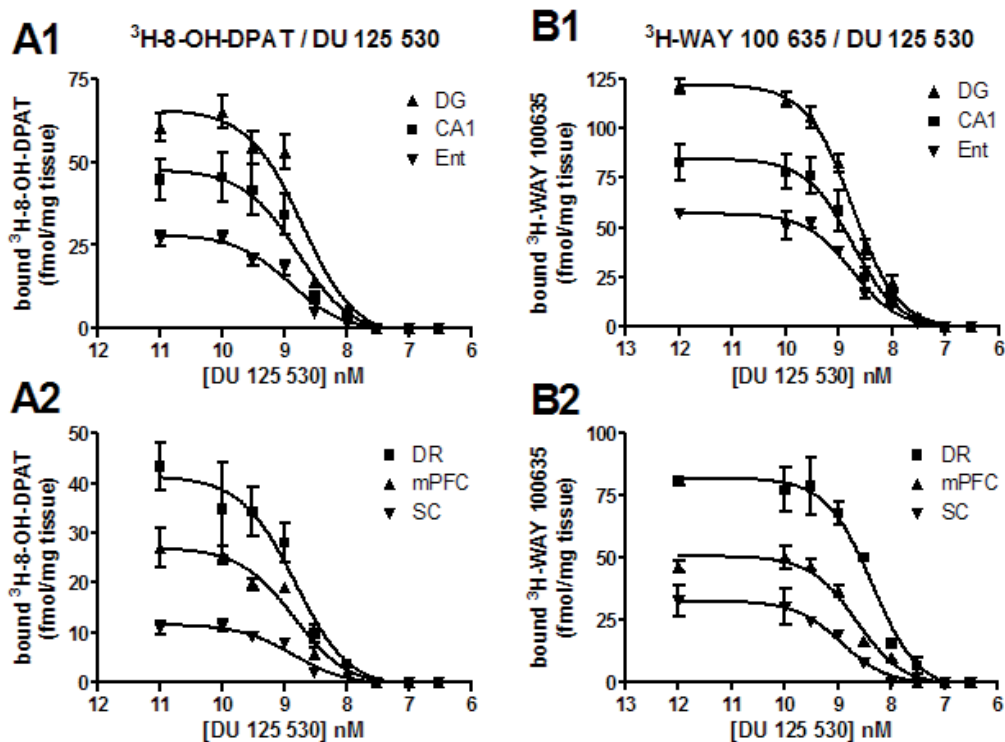 A1
³H-8-OH-DPAT / DU 125 530
bound ³H-8-OH-DPAT
(fmol/mg tissue)
75
50
25
0
DG
CA1
Ent
12 11 10 9 8 7 6
[DU 125 530] nM
B1
³H-WAY 100 635 / DU 125 530
bound ³H-WAY 100635
(fmol/mg tissue)
125
100
75
50
25
0
DG
CA1
Ent
13 12 11 10 9 8 7 6
[DU 125 530] nM
A2
bound ³H-8-OH-DPAT
(fmol/mg tissue)
50
40
30
20
10
0
DR
mPFC
SC
12 11 10 9 8 7 6
[DU 125 530] nM
B2
bound ³H-WAY 100635
(fmol/mg tissue)
100
75
50
25
0
DR
mPFC
SC
13 12 11 10 9 8 7 6
[DU 125 530] nM